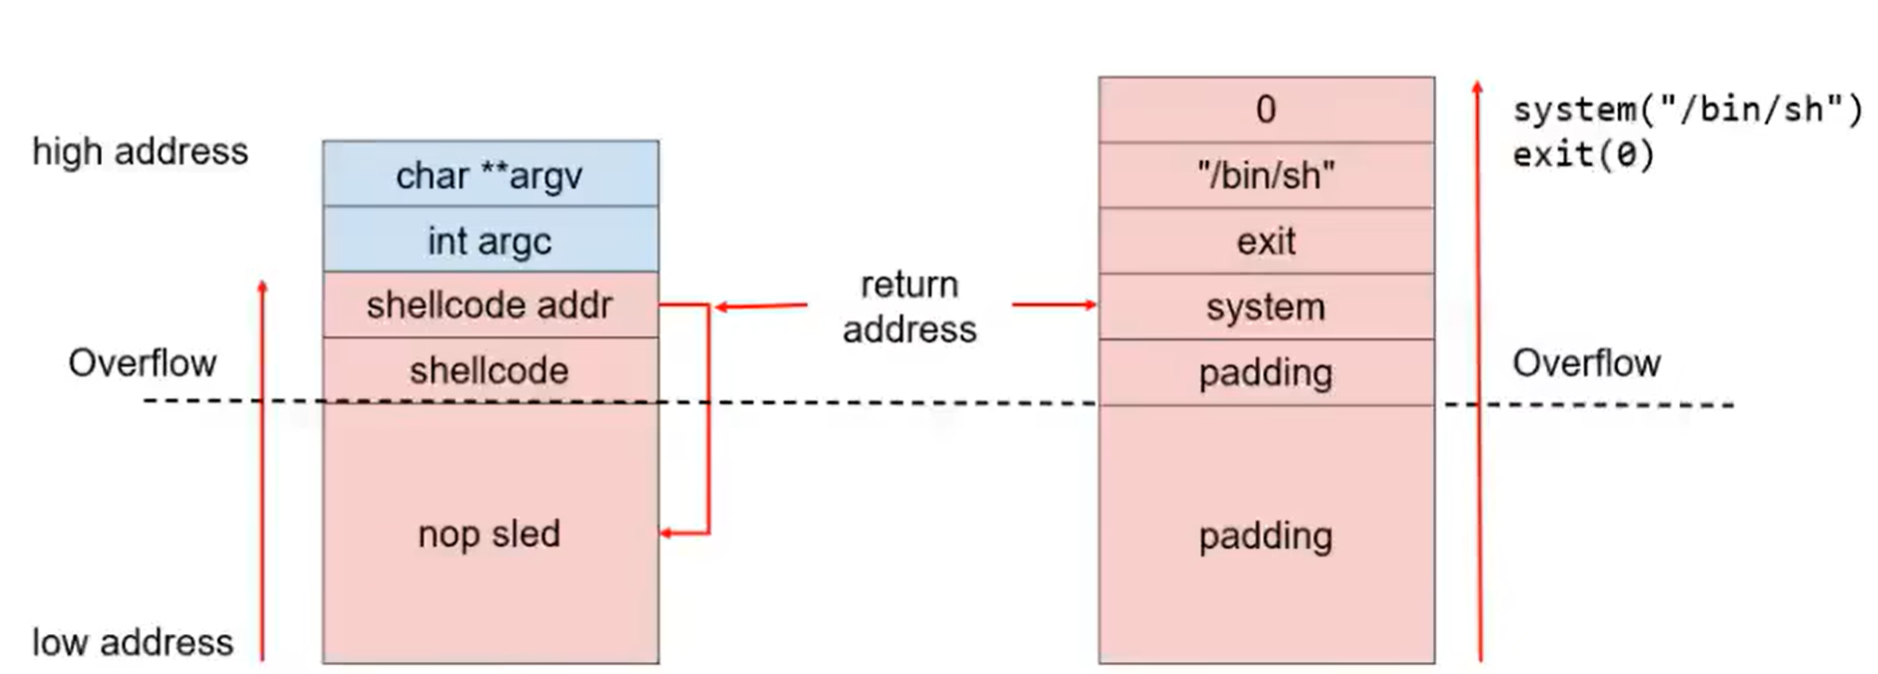 high address
char **argv
int argc
shellcode addr
Overflow
shellcode
nop sled
low address
return
address
0
"/bin/sh"
exit
system
padding
padding
system("/bin/sh")
exit(0)
Overflow